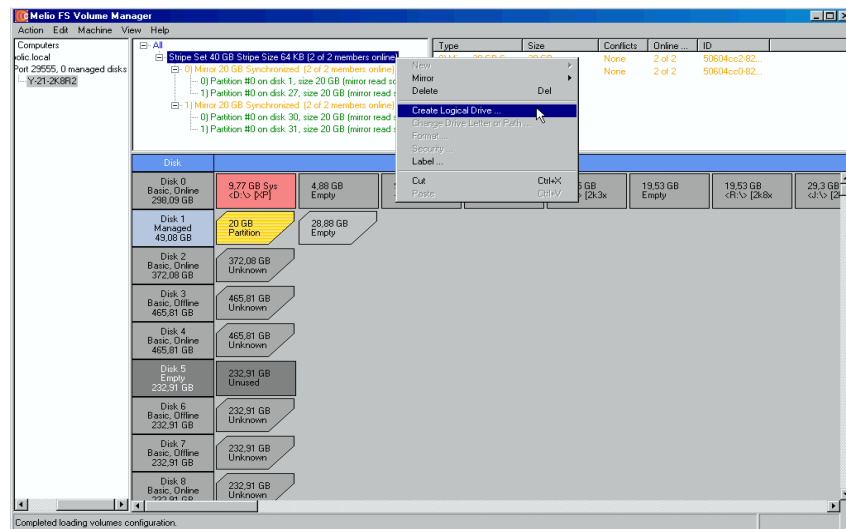 Melio FS Volume Manager
Action Edit Machine View Help
Computers
olic.local
Port 29555, 0 managed disks
Y-21-2K8R2
All
Stripe Set 40 GB Stripe Size 64 KB (2 of 2 members online)
0) Mirror 20 GB Synchronized (2 of 2 members online)
0) Partition #0 on disk 1, size 20 GB (mirror read
1) Partition #0 on disk 27, size 20 GB (mirror read
1) Mirror 20 GB Synchronized (2 of 2 members online)
0) Partition #0 on disk 30, size 20 GB (mirror read
1) Partition #0 on disk 31, size 20 GB (mirror read
Type Size Conflicts Online ... ID
None 2 of 2 50604cc2-82...
None 2 of 2 50604cc0-82...
New
Mirror
Delete Del
Create Logical Drive ...
Change Drive Letter of Path...
Format...
Security...
Label ...
Cut Ctrl+X
Paste Ctrl+V
Disk
Disk 0
Basic, Online
298,09 GB
9,77 GB Sys
<D:\> [XP]
4,88 GB
Empty
GB
[2k3x
19,53 GB
Empty
19,53 GB
<R:\> [2k8x
29,3 GB
<J:\>
Disk 1
Managed
49,08 GB
20 GB
Partition
28,88 GB
Empty
Disk 2
Basic, Online
372,08 GB
372,08 GB
Unknown
Disk 3
Basic, Offline
465,81 GB
465,81 GB
Unknown
Disk 4
Basic, Online
465,81 GB
465,81 GB
Unknown
Disk 5
Empty
232,91 GB
232,91 GB
Unused
Disk 6
Basic, Offline
232,91 GB
232,91 GB
Unknown
Disk 7
Basic, Offline
232,91 GB
232,91 GB
Unknown
Disk 8
Basic, Online
232,91 GB
232,91 GB
Unknown
Completed loading volumes configuration.